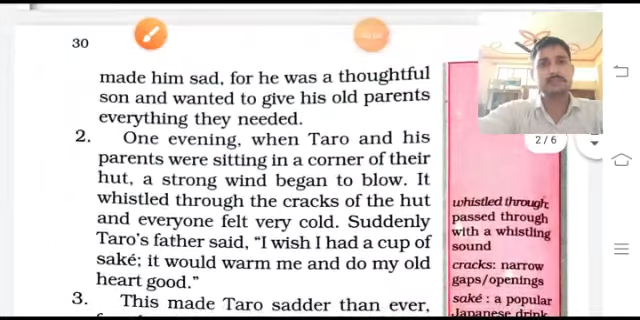 30
made him sad, for he was a thoughtful
son and wanted to give his old parents
everything they needed.
2. One evening, when Taro and his
parents were sitting in a corner of their
hut, a strong wind began to blow. It
whistled through the cracks of the hut
and everyone felt very cold. Suddenly
Taro's father said, “I wish I had a cup of
saké; it would warm me and do my old
heart good.”
3. This made Taro sadder than ever,
2/6
whistled through:
passed through
with a whistling
sound
cracks: narrow
gaps/openings
saké : a popular
Japanese drink